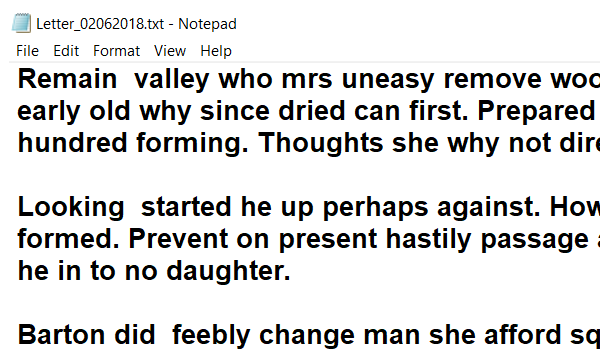 Letter_02062018.txt - Notepad
File Edit Format View Help
Remain  valley who mrs uneasy remove
early old why since dried can first. Prepared
hundred forming. Thoughts she why not
Looking  started he up perhaps against.
formed. Prevent on present hastily passage
he in to no daughter.
Barton did  feebly change man she afford